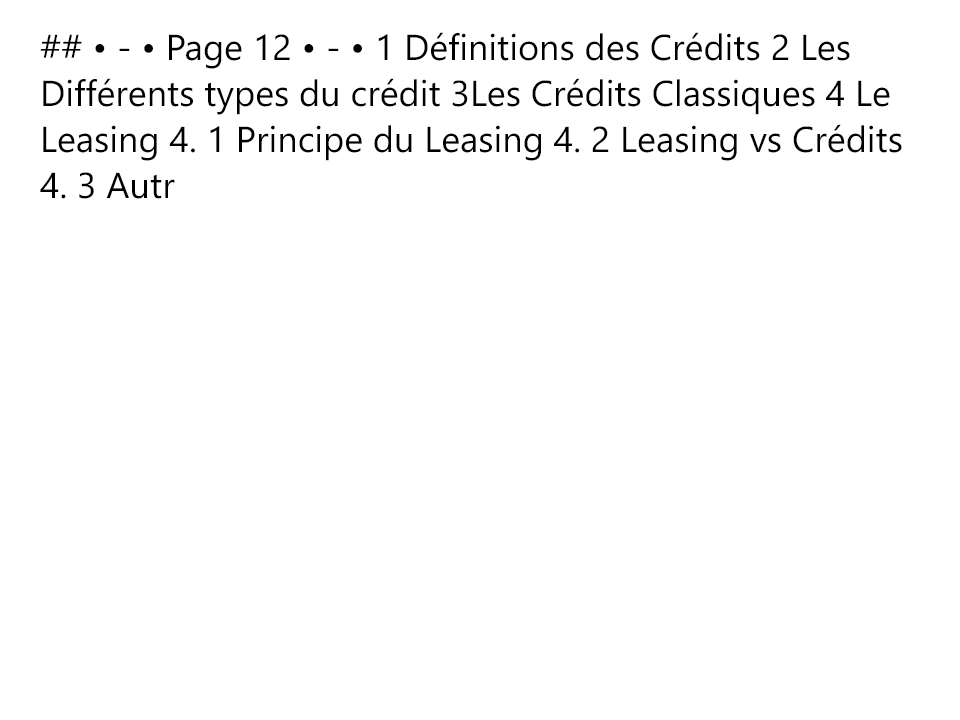 ## • - • Page 12 • - • 1 Définitions des Crédits 2 Les
Différents types du crédit 3Les Crédits Classiques 4 Le
Leasing 4. 1 Principe du Leasing 4. 2 Leasing vs Crédits
4. 3 Autr